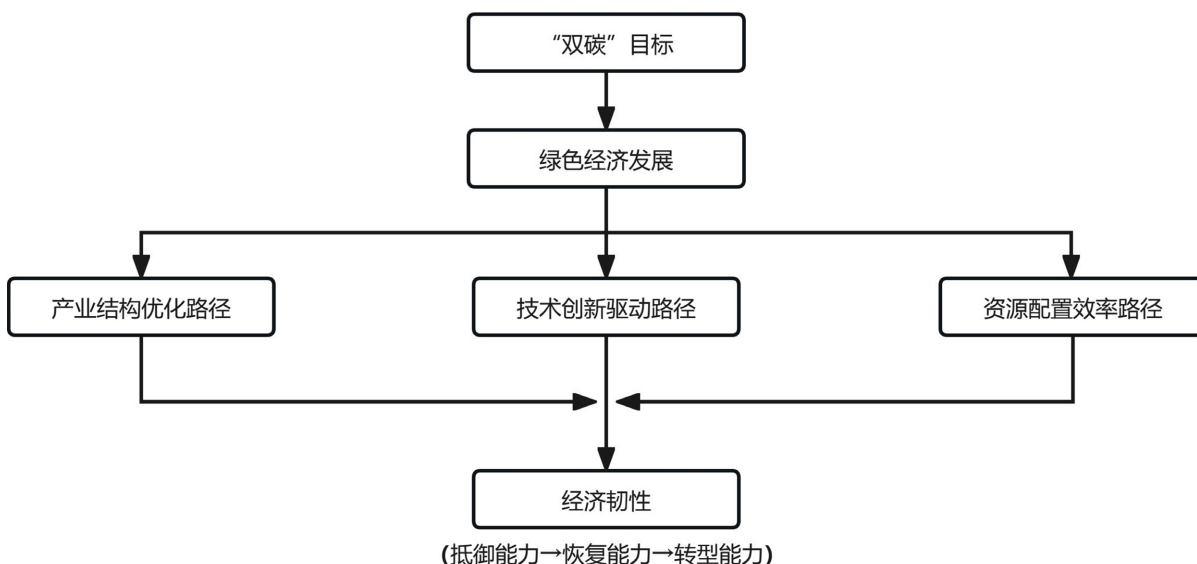 “双碳”目标
绿色经济发展
产业结构优化路径
技术创新驱动路径
资源配置效率路径
经济韧性
(抵御能力→恢复能力→转型能力)